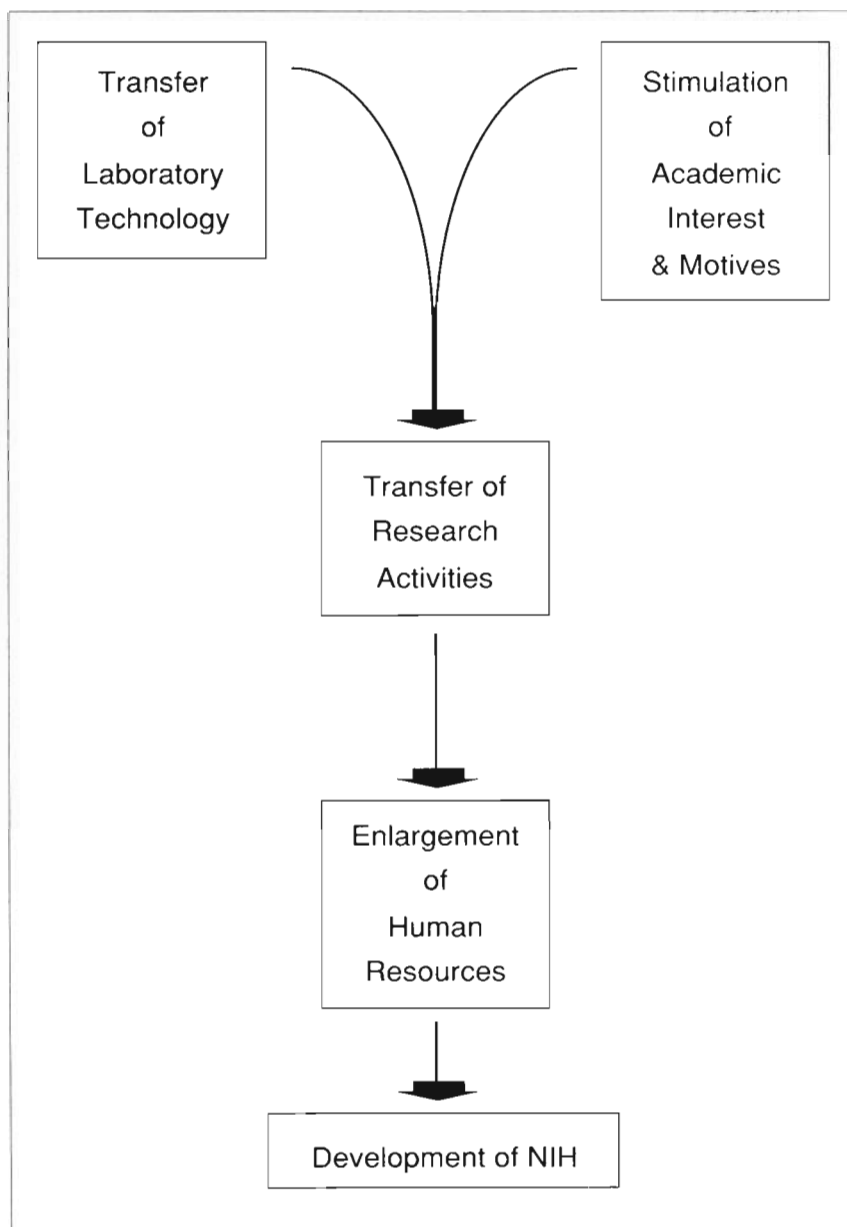 Transfer
of
Laboratory
Technology
Stimulation
of
Academic
Interest
& Motives
Transfer of
Research
Activities
Enlargement
of
Human
Resources
Development of NIH